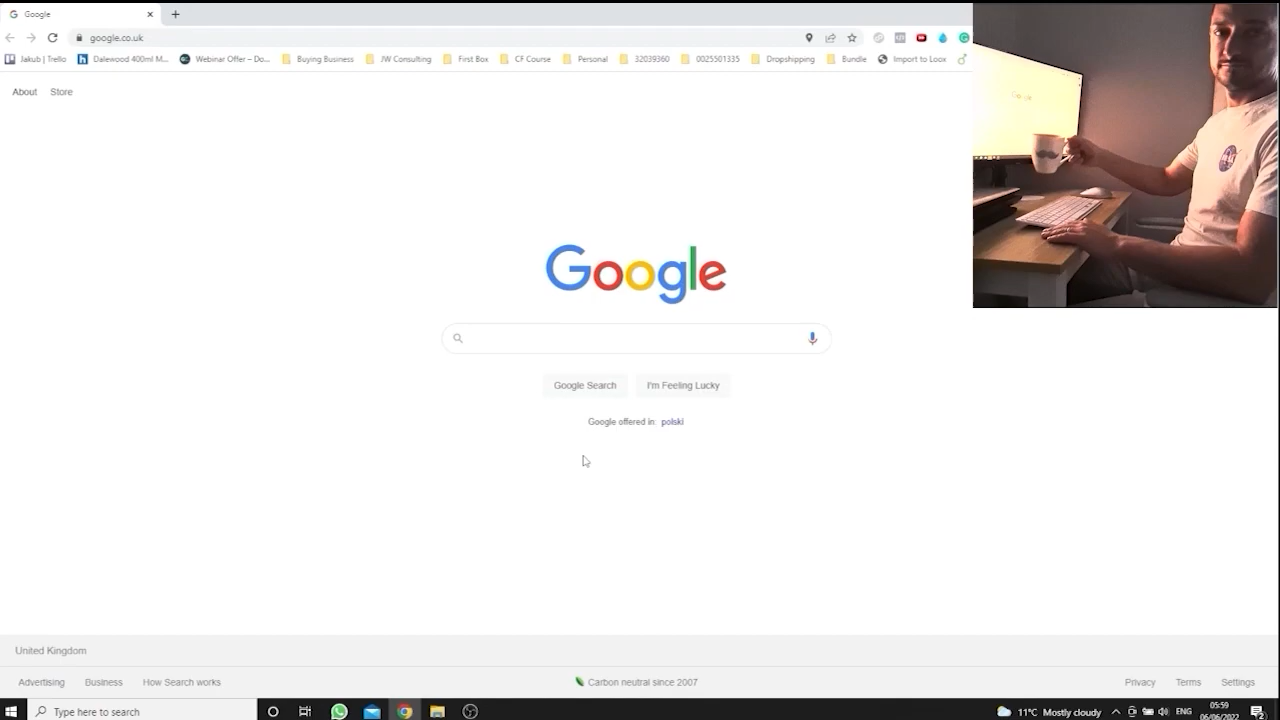 Google
google.co.uk
Jakub | Trello
Dalewood 400ml M...
Webinar Offer – Do...
Buying Business
JW Consulting
First Box
CF Course
Personal
32039360
0025501335
Dropshipping
Bundle
Import to Loox
About
Store
Google
Google Search
I'm Feeling Lucky
Google offered in: polski
United Kingdom
Advertising
Business
How Search works
Carbon neutral since 2007
Privacy
Terms
Settings
Type here to search
11°C Mostly cloudy
ENG
05:59
06/06/2022